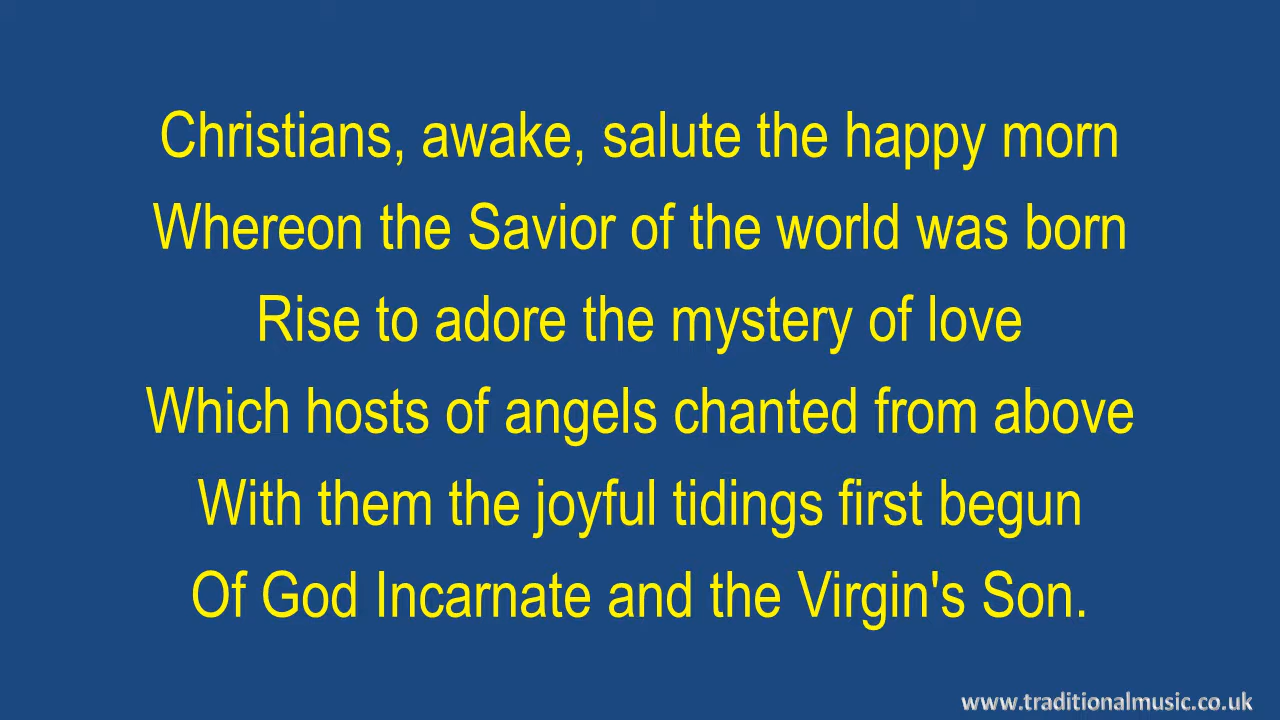 Christians, awake, salute the happy morn
Whereon the Savior of the world was born
Rise to adore the mystery of love
Which hosts of angels chanted from above
With them the joyful tidings first begun
Of God Incarnate and the Virgin's Son.
www.traditionalmusic.co.uk